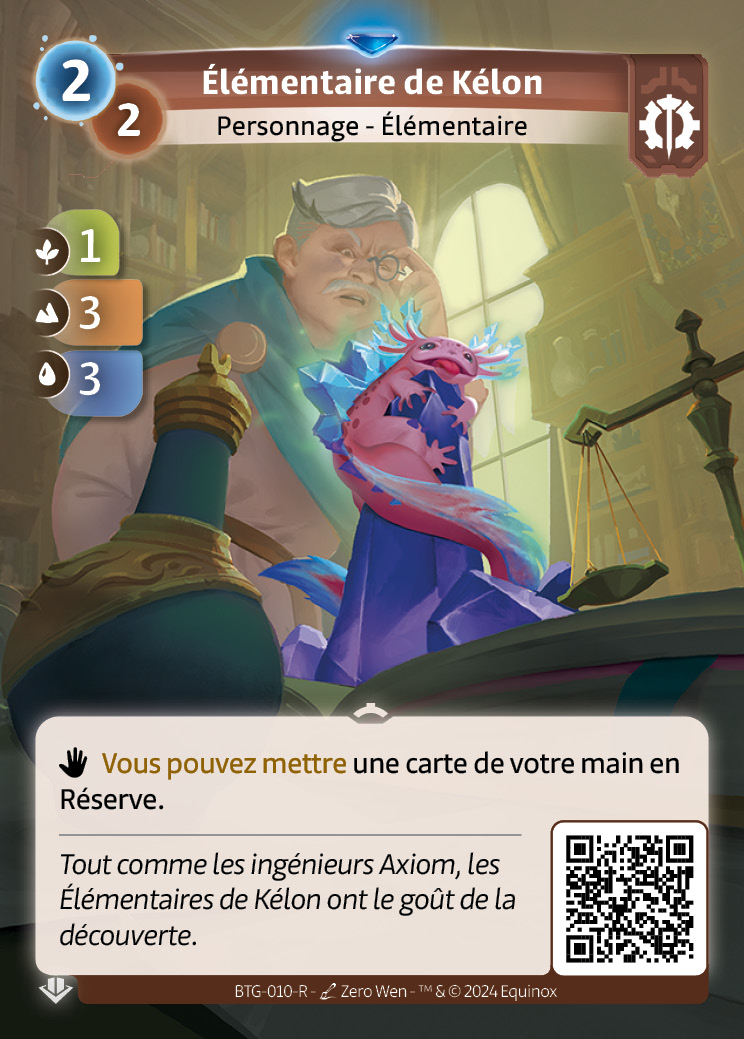 2
Élémentaire de Kélon
2
Personnage - Élémentaire
1
3
3
Vous pouvez mettre une carte de votre main en
Réserve.
Tout comme les ingénieurs Axiom, les
Élémentaires de Kélon ont le goût de la
découverte.
BTG-010-R - Zero Wen - ™ & © 2024 Equinox